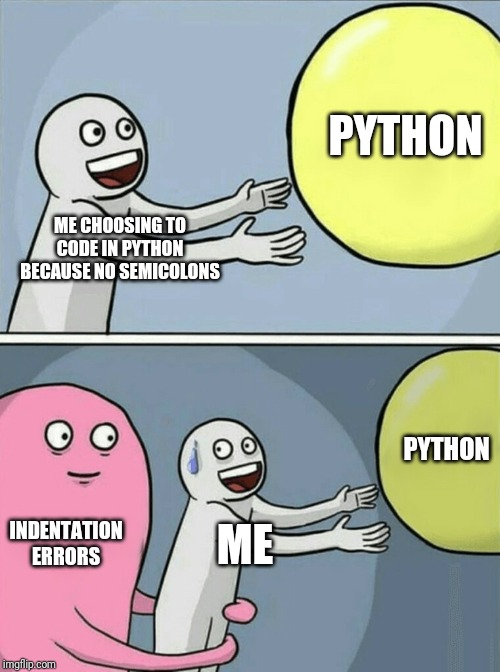 PYTHON
ME CHOOSING TO
CODE IN PYTHON
BECAUSE NO SEMICOLONS
PYTHON
INDENTATION
ERRORS
ME
imgflip.com